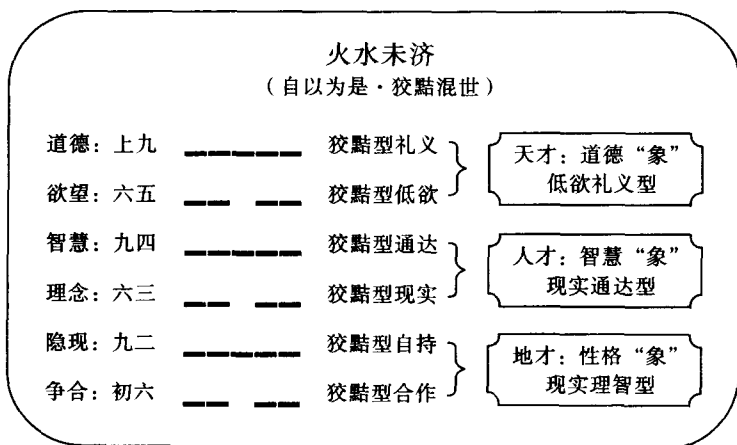 火水未济
（自以为是·狡黠混世）
道德：上九 狡黠型礼义
欲望：六五 狡黠型低欲
天才：道德“象”
低欲礼义型
智慧：九四 狡黠型通达
理念：六三 狡黠型现实
人才：智慧“象”
现实通达型
隐现：九二 狡黠型自持
争合：初六 狡黠型合作
地才：性格“象”
现实理智型